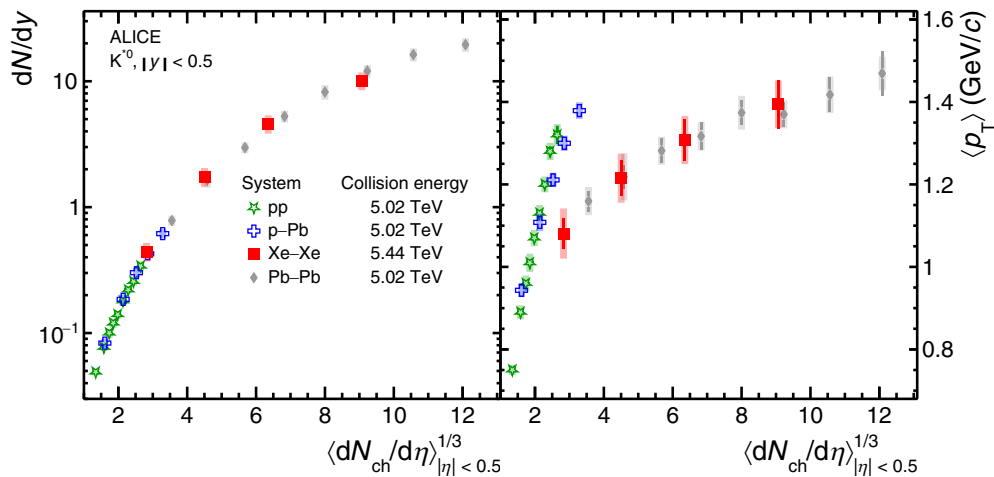 ALICE
K*0, |y| < 0.5
dN/dy
10
1
10−1
System Collision energy
pp 5.02 TeV
p–Pb 5.02 TeV
Xe–Xe 5.44 TeV
Pb–Pb 5.02 TeV
2 4 6 8 10 12
⟨dNch/dη⟩1/3|η| < 0.5
1.6
1.4
1.2
1
0.8
⟨pT⟩ (GeV/c)
2 4 6 8 10 12
⟨dNch/dη⟩1/3|η| < 0.5